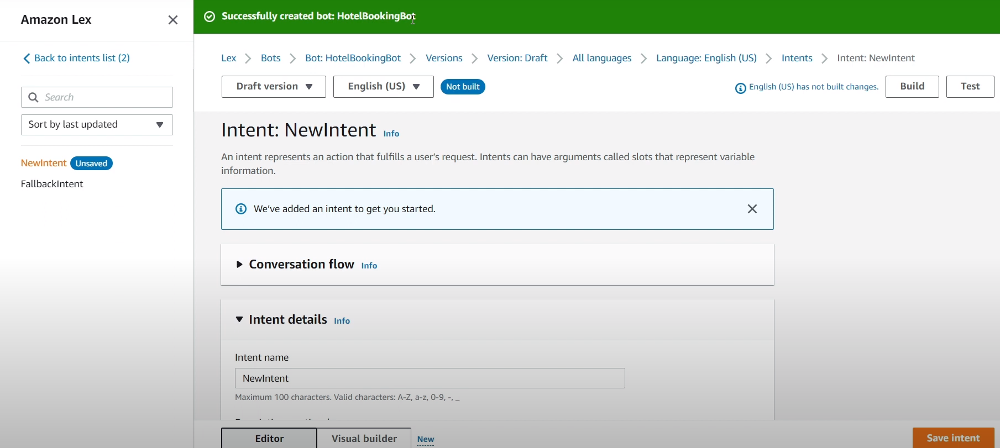 Amazon Lex
Successfully created bot: HotelBookingBot
Back to intents list (2)
Lex Bots Bot: HotelBookingBot Versions Version: Draft All languages Language: English (US) Intents Intent: NewIntent
Draft version English (US) Not built English (US) has not built changes. Build Test
Search
Sort by last updated
NewIntent Unsaved
FallbackIntent
Intent: NewIntent Info
An intent represents an action that fulfills a user's request. Intents can have arguments called slots that represent variable
information.
We've added an intent to get you started.
Conversation flow Info
Intent details Info
Intent name
NewIntent
Maximum 100 characters. Valid characters: A-Z, a-z, 0-9, -, _
Editor Visual builder New
Save intent